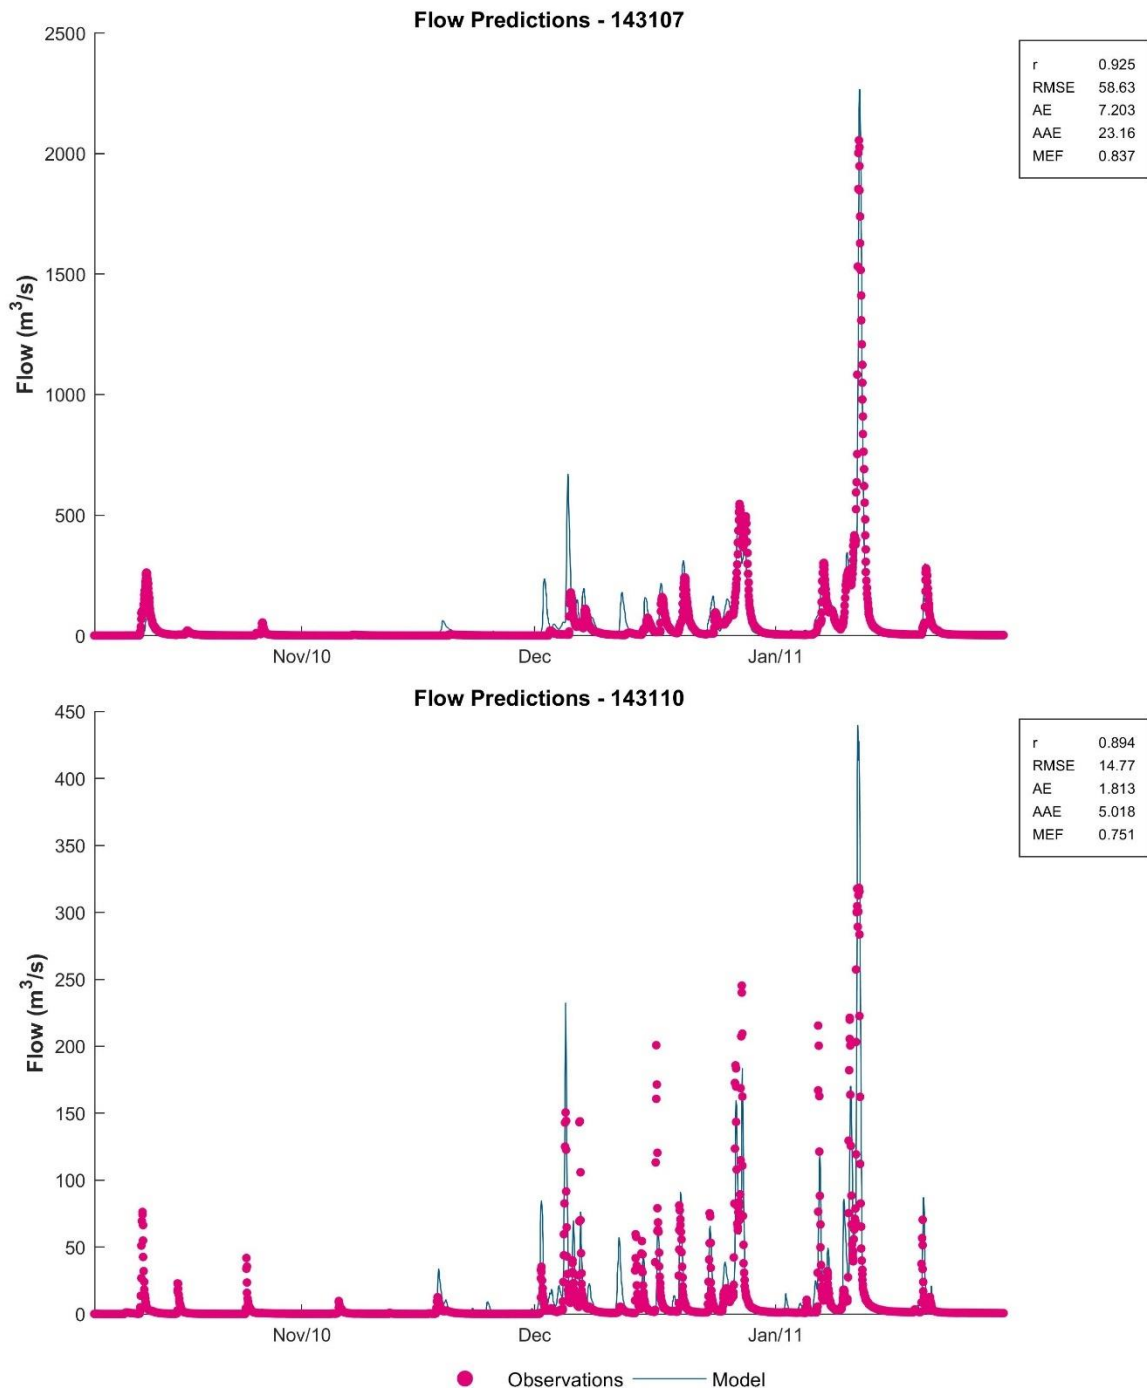 Flow Predictions - 143107
2500
2000
1500
1000
500
0
Flow (m³/s)
Nov/10 Dec Jan/11
r 0.925
RMSE 58.63
AE 7.203
AAE 23.16
MEF 0.837
Flow Predictions - 143110
450
400
350
300
250
200
150
100
50
0
Flow (m³/s)
Nov/10 Dec Jan/11
r 0.894
RMSE 14.77
AE 1.813
AAE 5.018
MEF 0.751
Observations Model